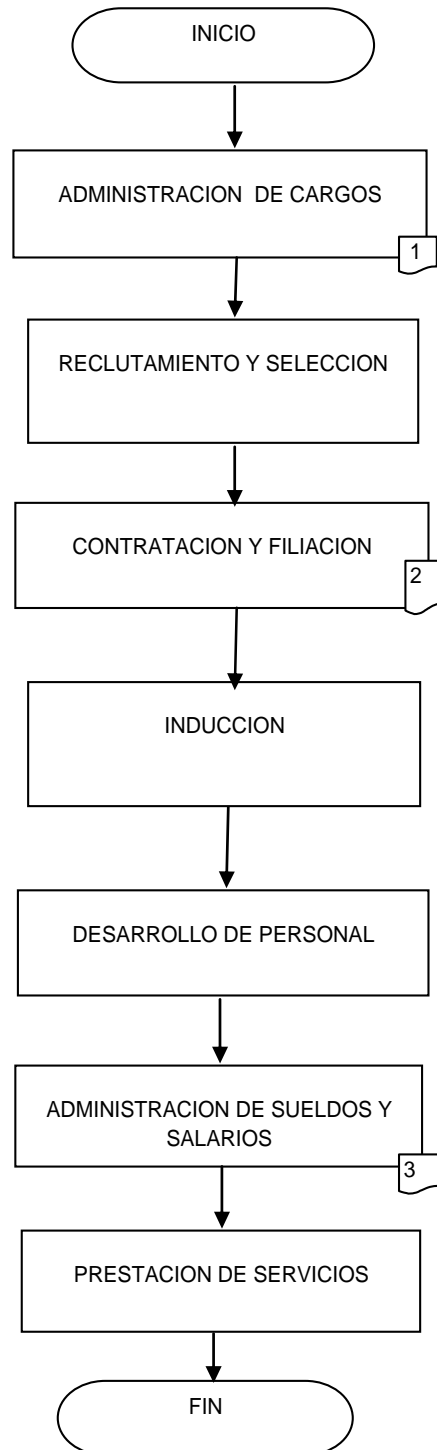 INICIO
ADMINISTRACION DE CARGOS
1
RECLUTAMIENTO Y SELECCION
CONTRATACION Y FILIACION
2
INDUCCION
DESARROLLO DE PERSONAL
ADMINISTRACION DE SUELDOS Y
SALARIOS
3
PRESTACION DE SERVICIOS
FIN